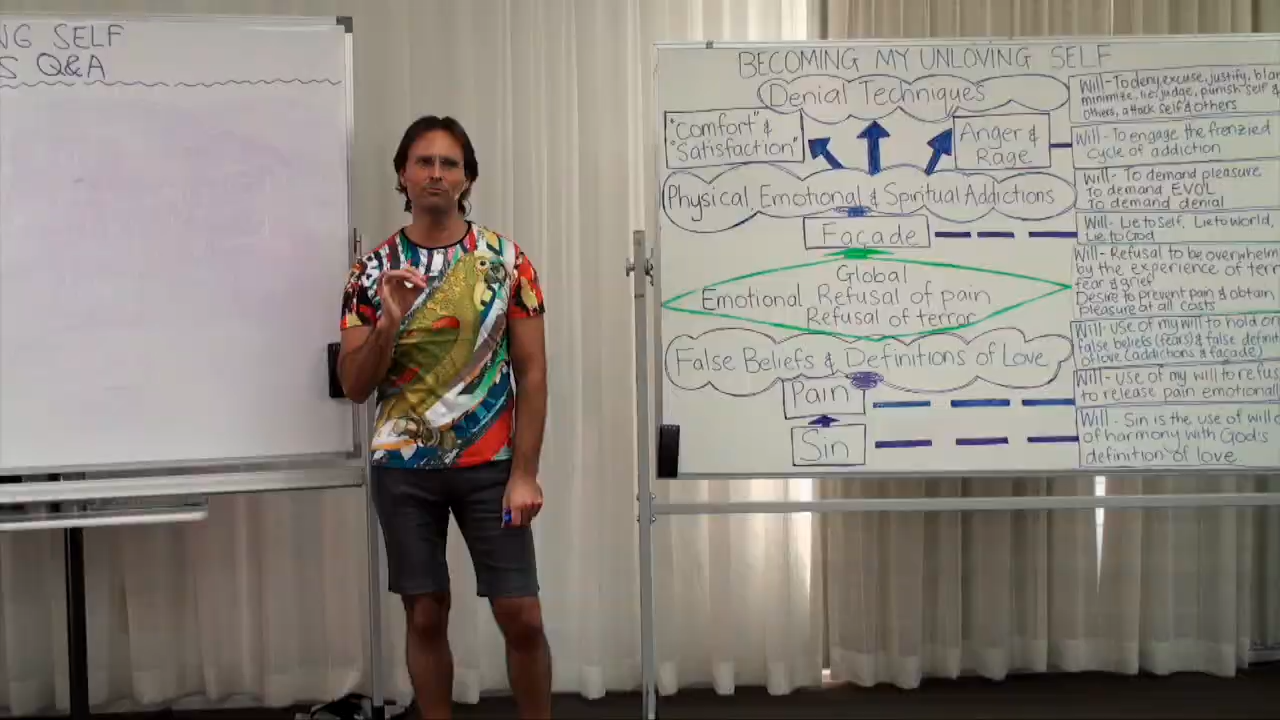 NG SELF
S Q&A
BECOMING MY UNLOVING SELF
Denial Techniques
"Comfort" &
"Satisfaction"
Anger &
Rage
Physical, Emotional & Spiritual Addictions
Façade
Global
Emotional Refusal of pain
Refusal of terror
False Beliefs & Definitions of Love
Pain
Sin
Will - To deny, excuse, justify, blam
minimize, lie, judge, punish self &
others, attack self & others
Will - To engage the frenzied
cycle of addiction
Will - To demand pleasure
To demand EVOL
To demand denial
Will - Lie to Self, Lie to world,
Lie to God
Will - Refusal to be overwhelm
by the experience of terr
fear & grief
Desire to prevent pain & obtain
pleasure at all costs
Will - use of my will to hold on
false beliefs (fears) & false definit
of love (addictions & façade)
Will - use of my will to refus
to release pain emotional
Will - Sin is the use of will o
of harmony with God's
definition of love